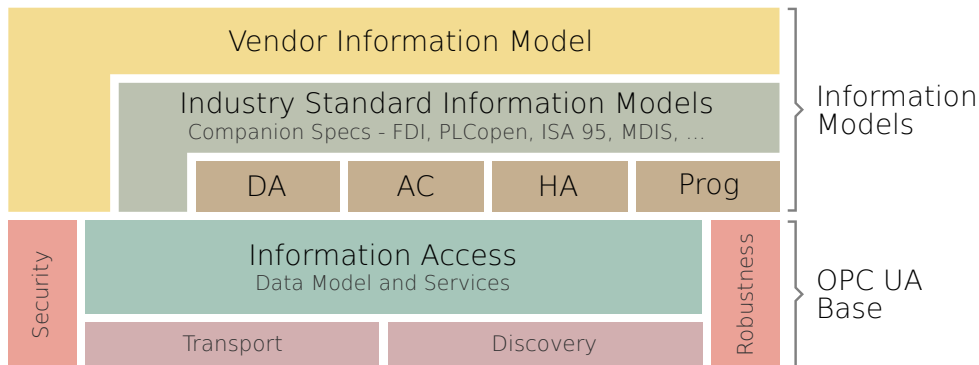 Vendor Information Model
Industry Standard Information Models
Companion Specs - FDI, PLCopen, ISA 95, MDIS, ...
DA
AC
HA
Prog
Information
Models
Security
Information Access
Data Model and Services
Transport
Discovery
Robustness
OPC UA
Base